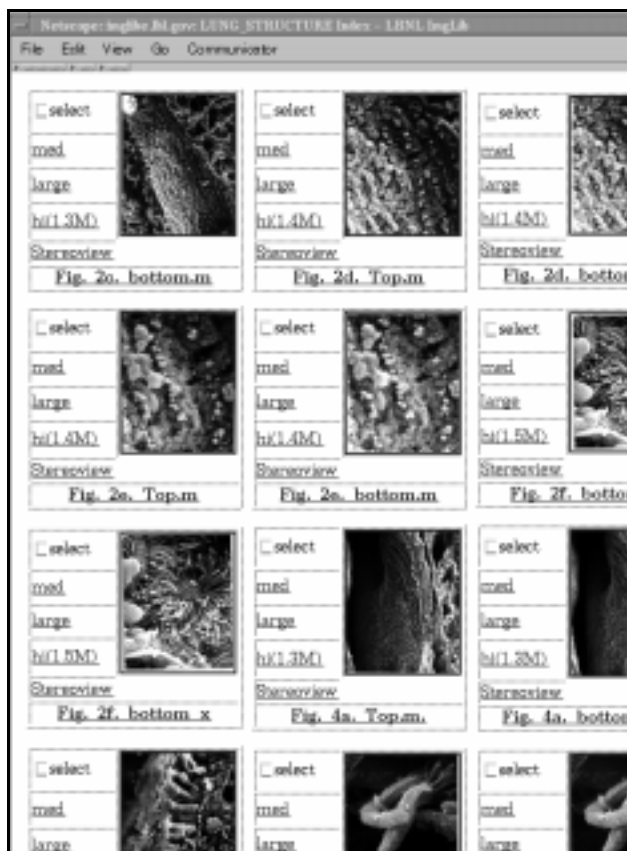 Netscape: imglib.lbl.gov: LUNG_STRUCTURE Index - LBNL ImgLib
File Edit View Go Communicator
select
med
large
hi(1.3M)
Stereoview
Fig. 2c. bottom.m
select
med
large
hi(1.4M)
Stereoview
Fig. 2d. Top.m
select
med
large
hi(1.4M)
Stereoview
Fig. 2d. botto
select
med
large
hi(1.4M)
Stereoview
Fig. 2e. Top.m
select
med
large
hi(1.4M)
Stereoview
Fig. 2e. bottom.m
select
med
large
hi(1.5M)
Stereoview
Fig. 2f. botto
select
med
large
hi(1.5M)
Stereoview
Fig. 2f. bottom x
select
med
large
hi(1.3M)
Stereoview
Fig. 4a. Top.m.
select
med
large
hi(1.3M)
Stereoview
Fig. 4a. botto
select
med
large
select
med
large
select
med
large